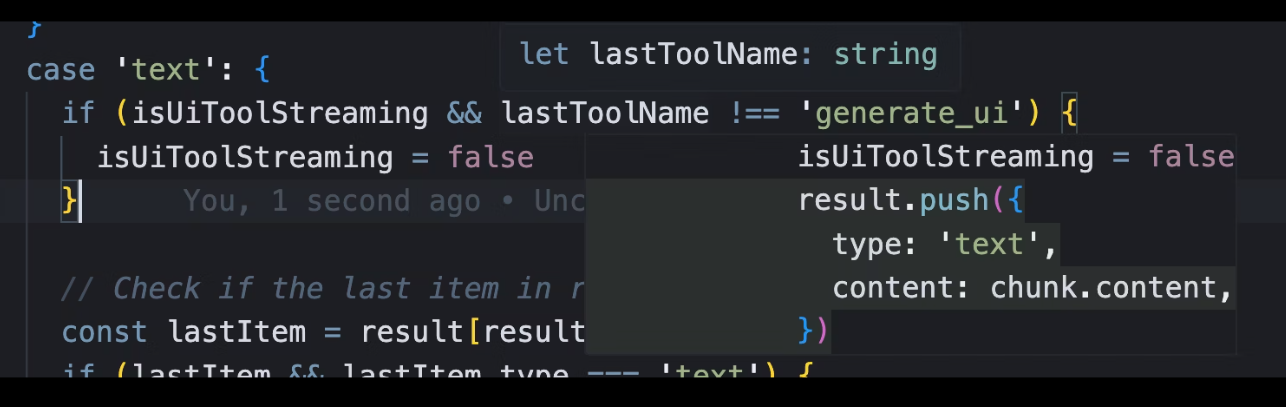 }
let lastToolName: string
case 'text': {
if (isUiToolStreaming && lastToolName !== 'generate_ui') {
isUiToolStreaming = false
isUiToolStreaming = false
}
You, 1 second ago • Unc
result.push({
type: 'text',
// Check if the last item in r
content: chunk.content,
const lastItem = result[result
})
if (lastItem && lastItem.type === 'text') {